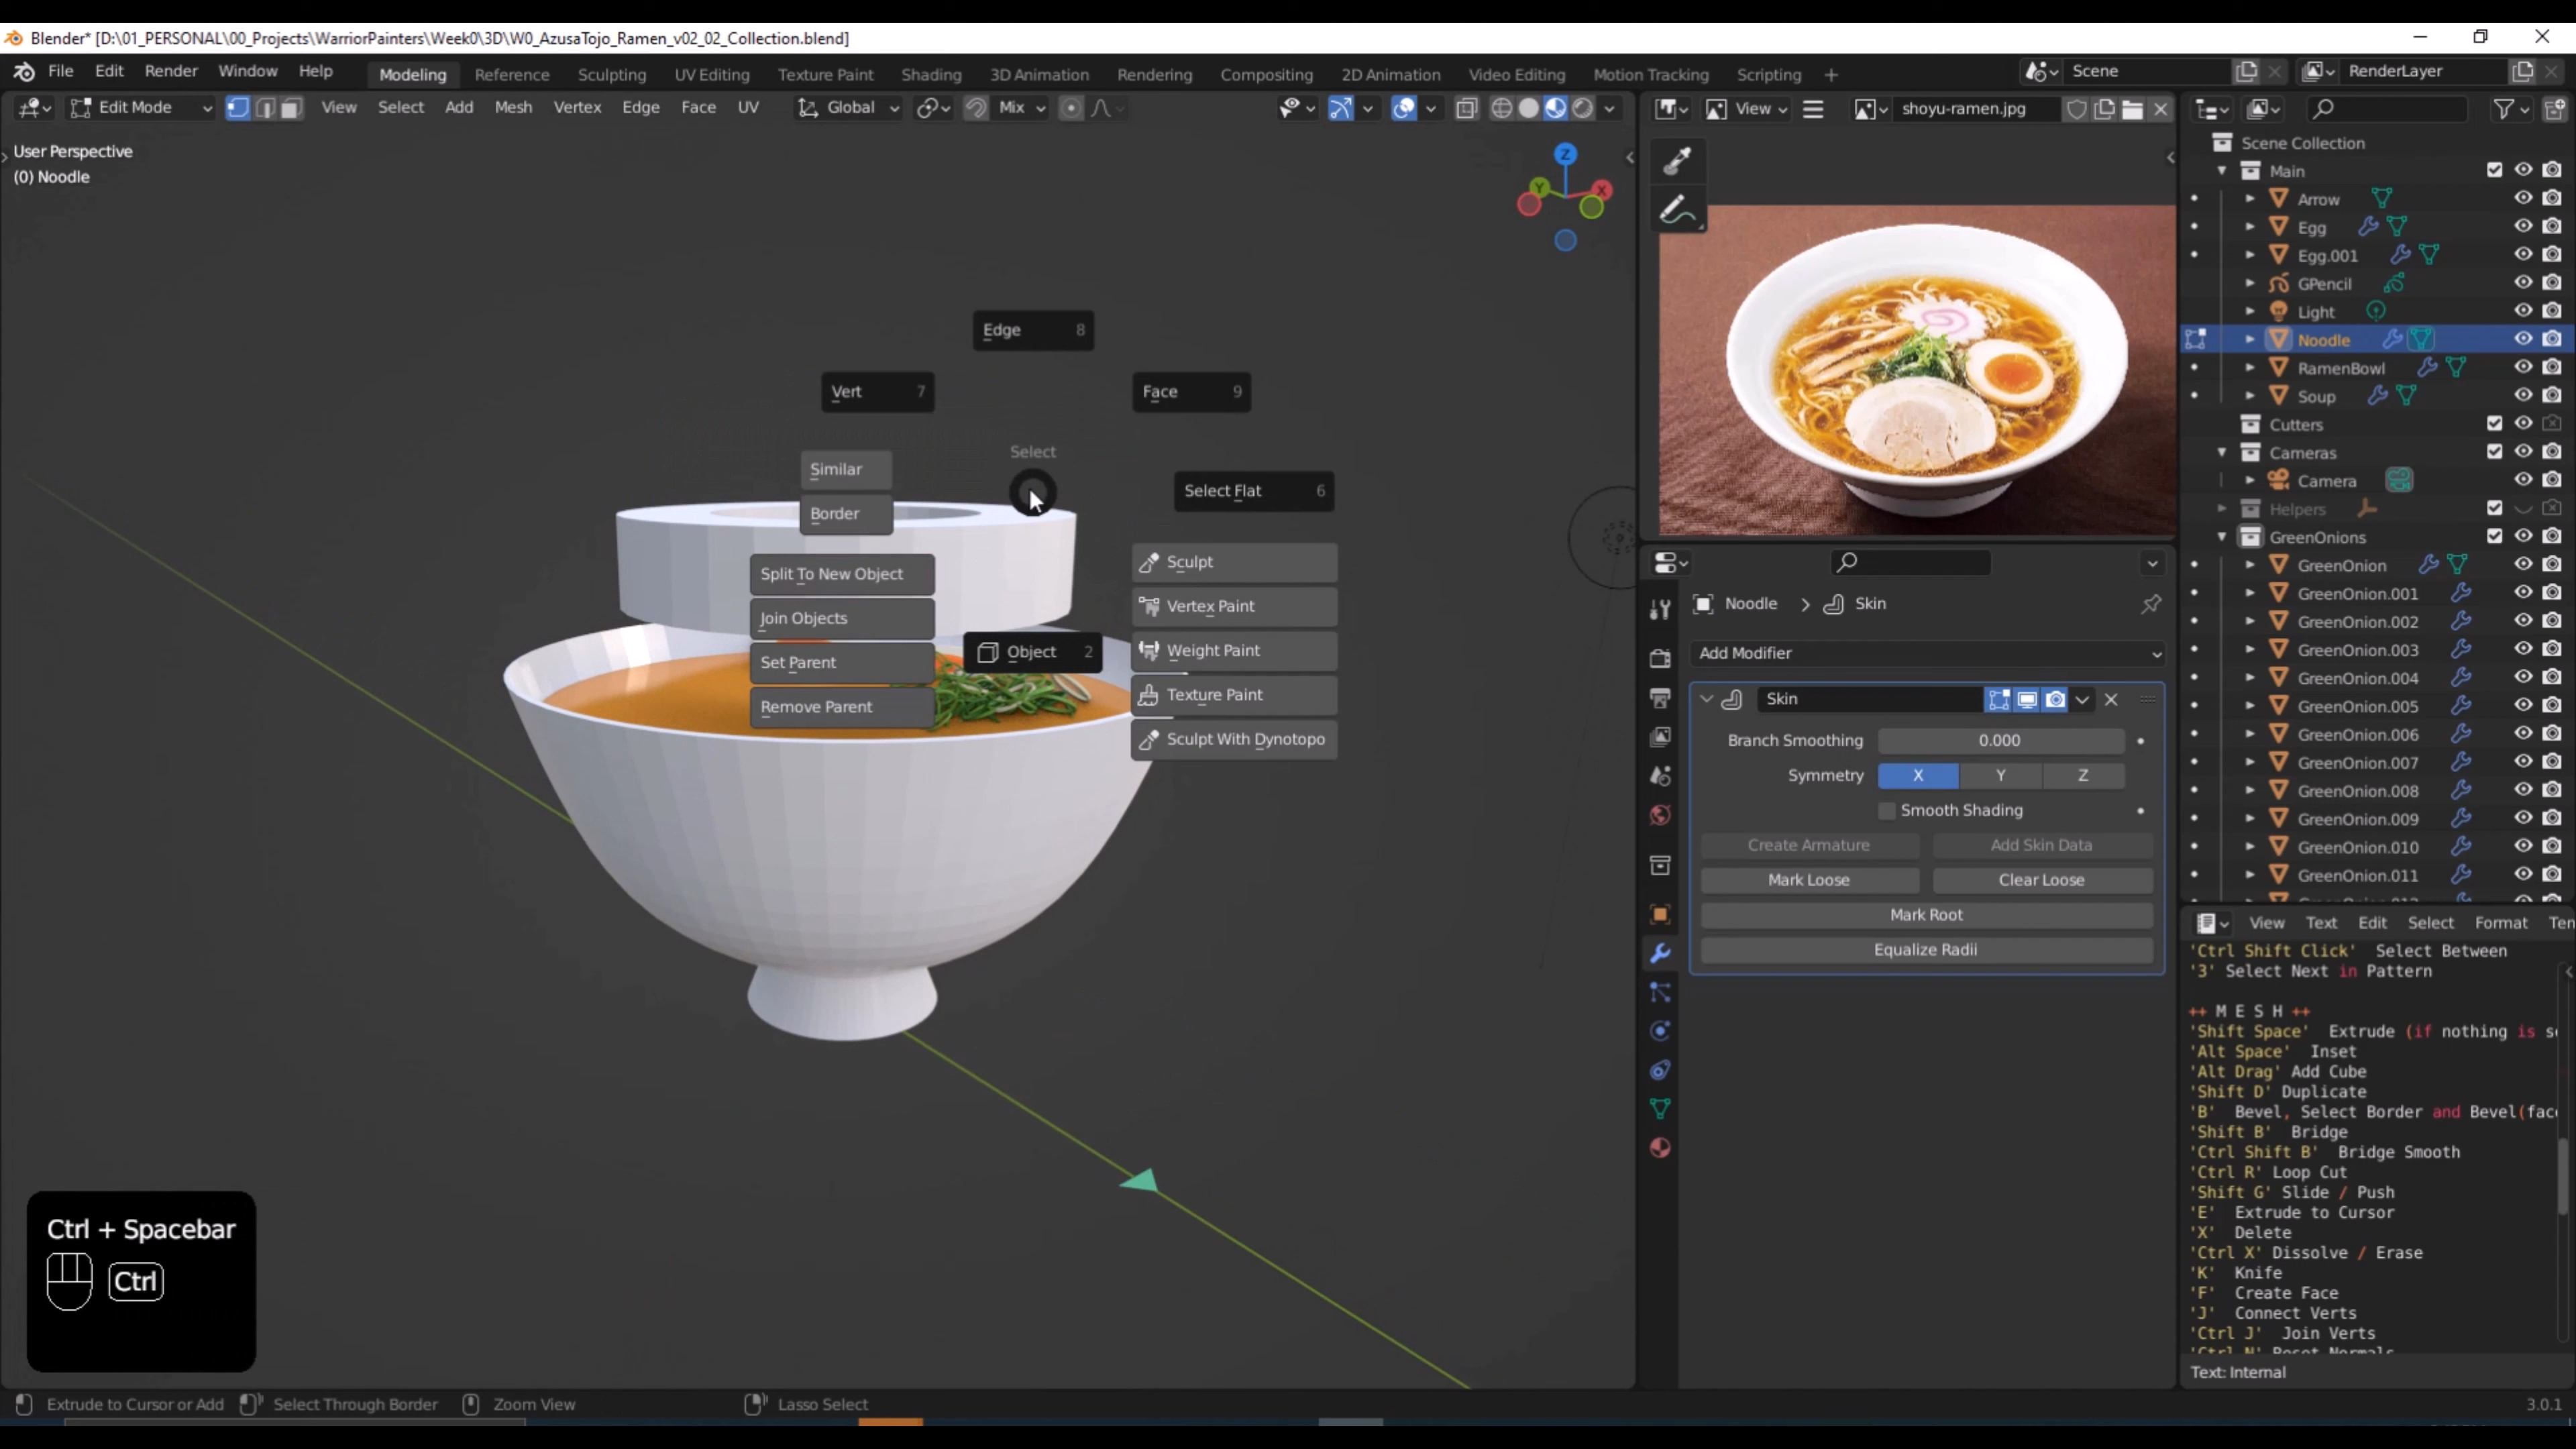 Blender* [D:\01_PERSONAL\00_Projects\WarriorPainters\Week0\3D\W0_AzusaTojo_Ramen_v02_02_Collection.blend]
File Edit Render Window Help Modeling Reference Sculpting UV Editing Texture Paint Shading 3D Animation Rendering Compositing 2D Animation Video Editing Motion Tracking Scripting + Scene RenderLayer
Edit Mode View Select Add Mesh Vertex Edge Face UV Global Mix View shoyu-ramen.jpg
User Perspective
(0) Noodle
Z
Y
X
Edge 8
Vert 7
Face 9
Select
Similar
Select Flat 6
Border
Sculpt
Split To New Object
Vertex Paint
Join Objects
Object 2
Weight Paint
Set Parent
Texture Paint
Remove Parent
Sculpt With Dynotopo
Scene Collection
Main
Arrow
Egg
Egg.001
GPencil
Light
Noodle
RamenBowl
Soup
Cutters
Cameras
Camera
Helpers
GreenOnions
GreenOnion
GreenOnion.001
GreenOnion.002
GreenOnion.003
GreenOnion.004
GreenOnion.005
GreenOnion.006
GreenOnion.007
GreenOnion.008
GreenOnion.009
GreenOnion.010
GreenOnion.011
Noodle > Skin
Add Modifier
Skin
Branch Smoothing 0.000
Symmetry X Y Z
Smooth Shading
Create Armature Add Skin Data
Mark Loose Clear Loose
Mark Root
Equalize Radii
View Text Edit Select Format
'Ctrl Shift Click' Select Between
'3' Select Next in Pattern
++ M E S H ++
'Shift Space' Extrude (if nothing is
'Alt Space' Inset
'Alt Drag' Add Cube
'Shift D' Duplicate
'B' Bevel, Select Border and Bevel(
'Shift B' Bridge
'Ctrl Shift B' Bridge Smooth
'Ctrl R' Loop Cut
'Shift G' Slide / Push
'E' Extrude to Cursor
'X' Delete
'Ctrl X' Dissolve / Erase
'K' Knife
'F' Create Face
'J' Connect Verts
'Ctrl J' Join Verts
Text: Internal
Ctrl + Spacebar
Ctrl
Extrude to Cursor or Add Select Through Border Zoom View Lasso Select 3.0.1